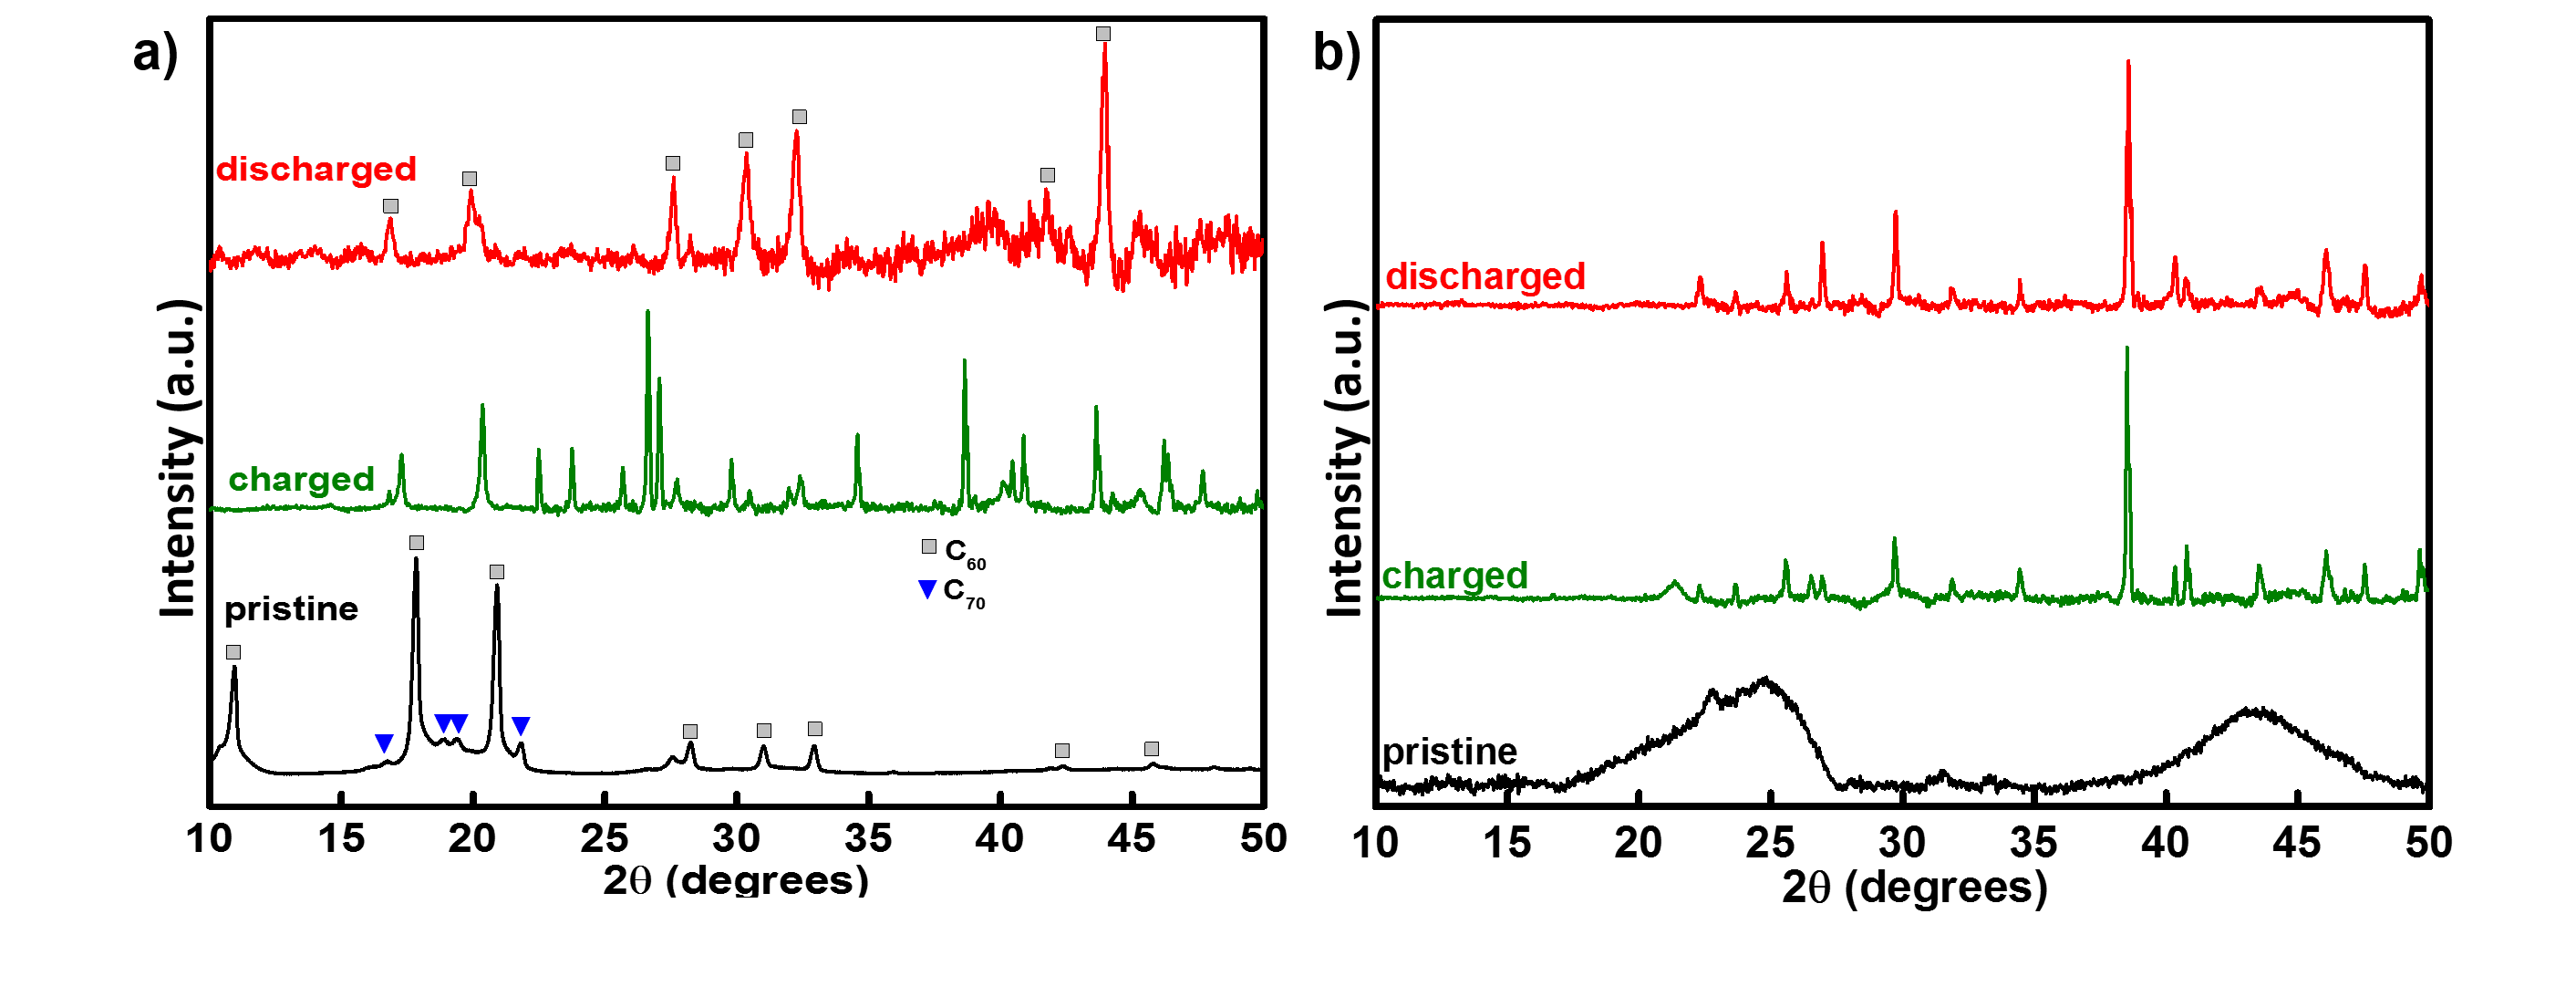 a)
discharged
charged
pristine
C60
C70
Intensity (a.u.)
10 15 20 25 30 35 40 45 50
2θ (degrees)
b)
discharged
charged
pristine
Intensity (a.u.)
10 15 20 25 30 35 40 45 50
2θ (degrees)